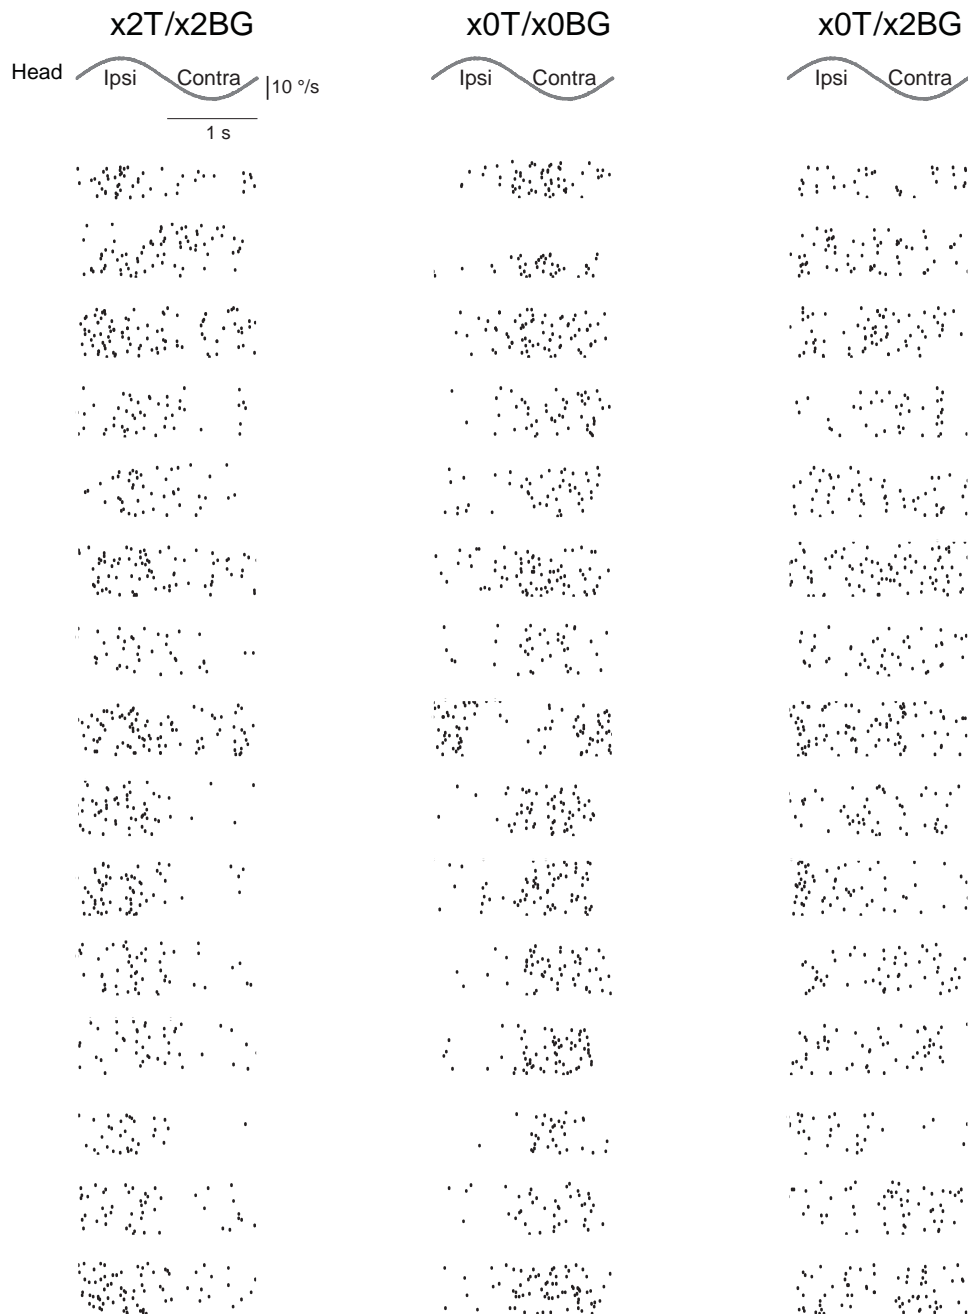 x2T/x2BG x0T/x0BG x0T/x2BG
Head Ipsi Contra 10 °/s Ipsi Contra Ipsi Contra
1 s